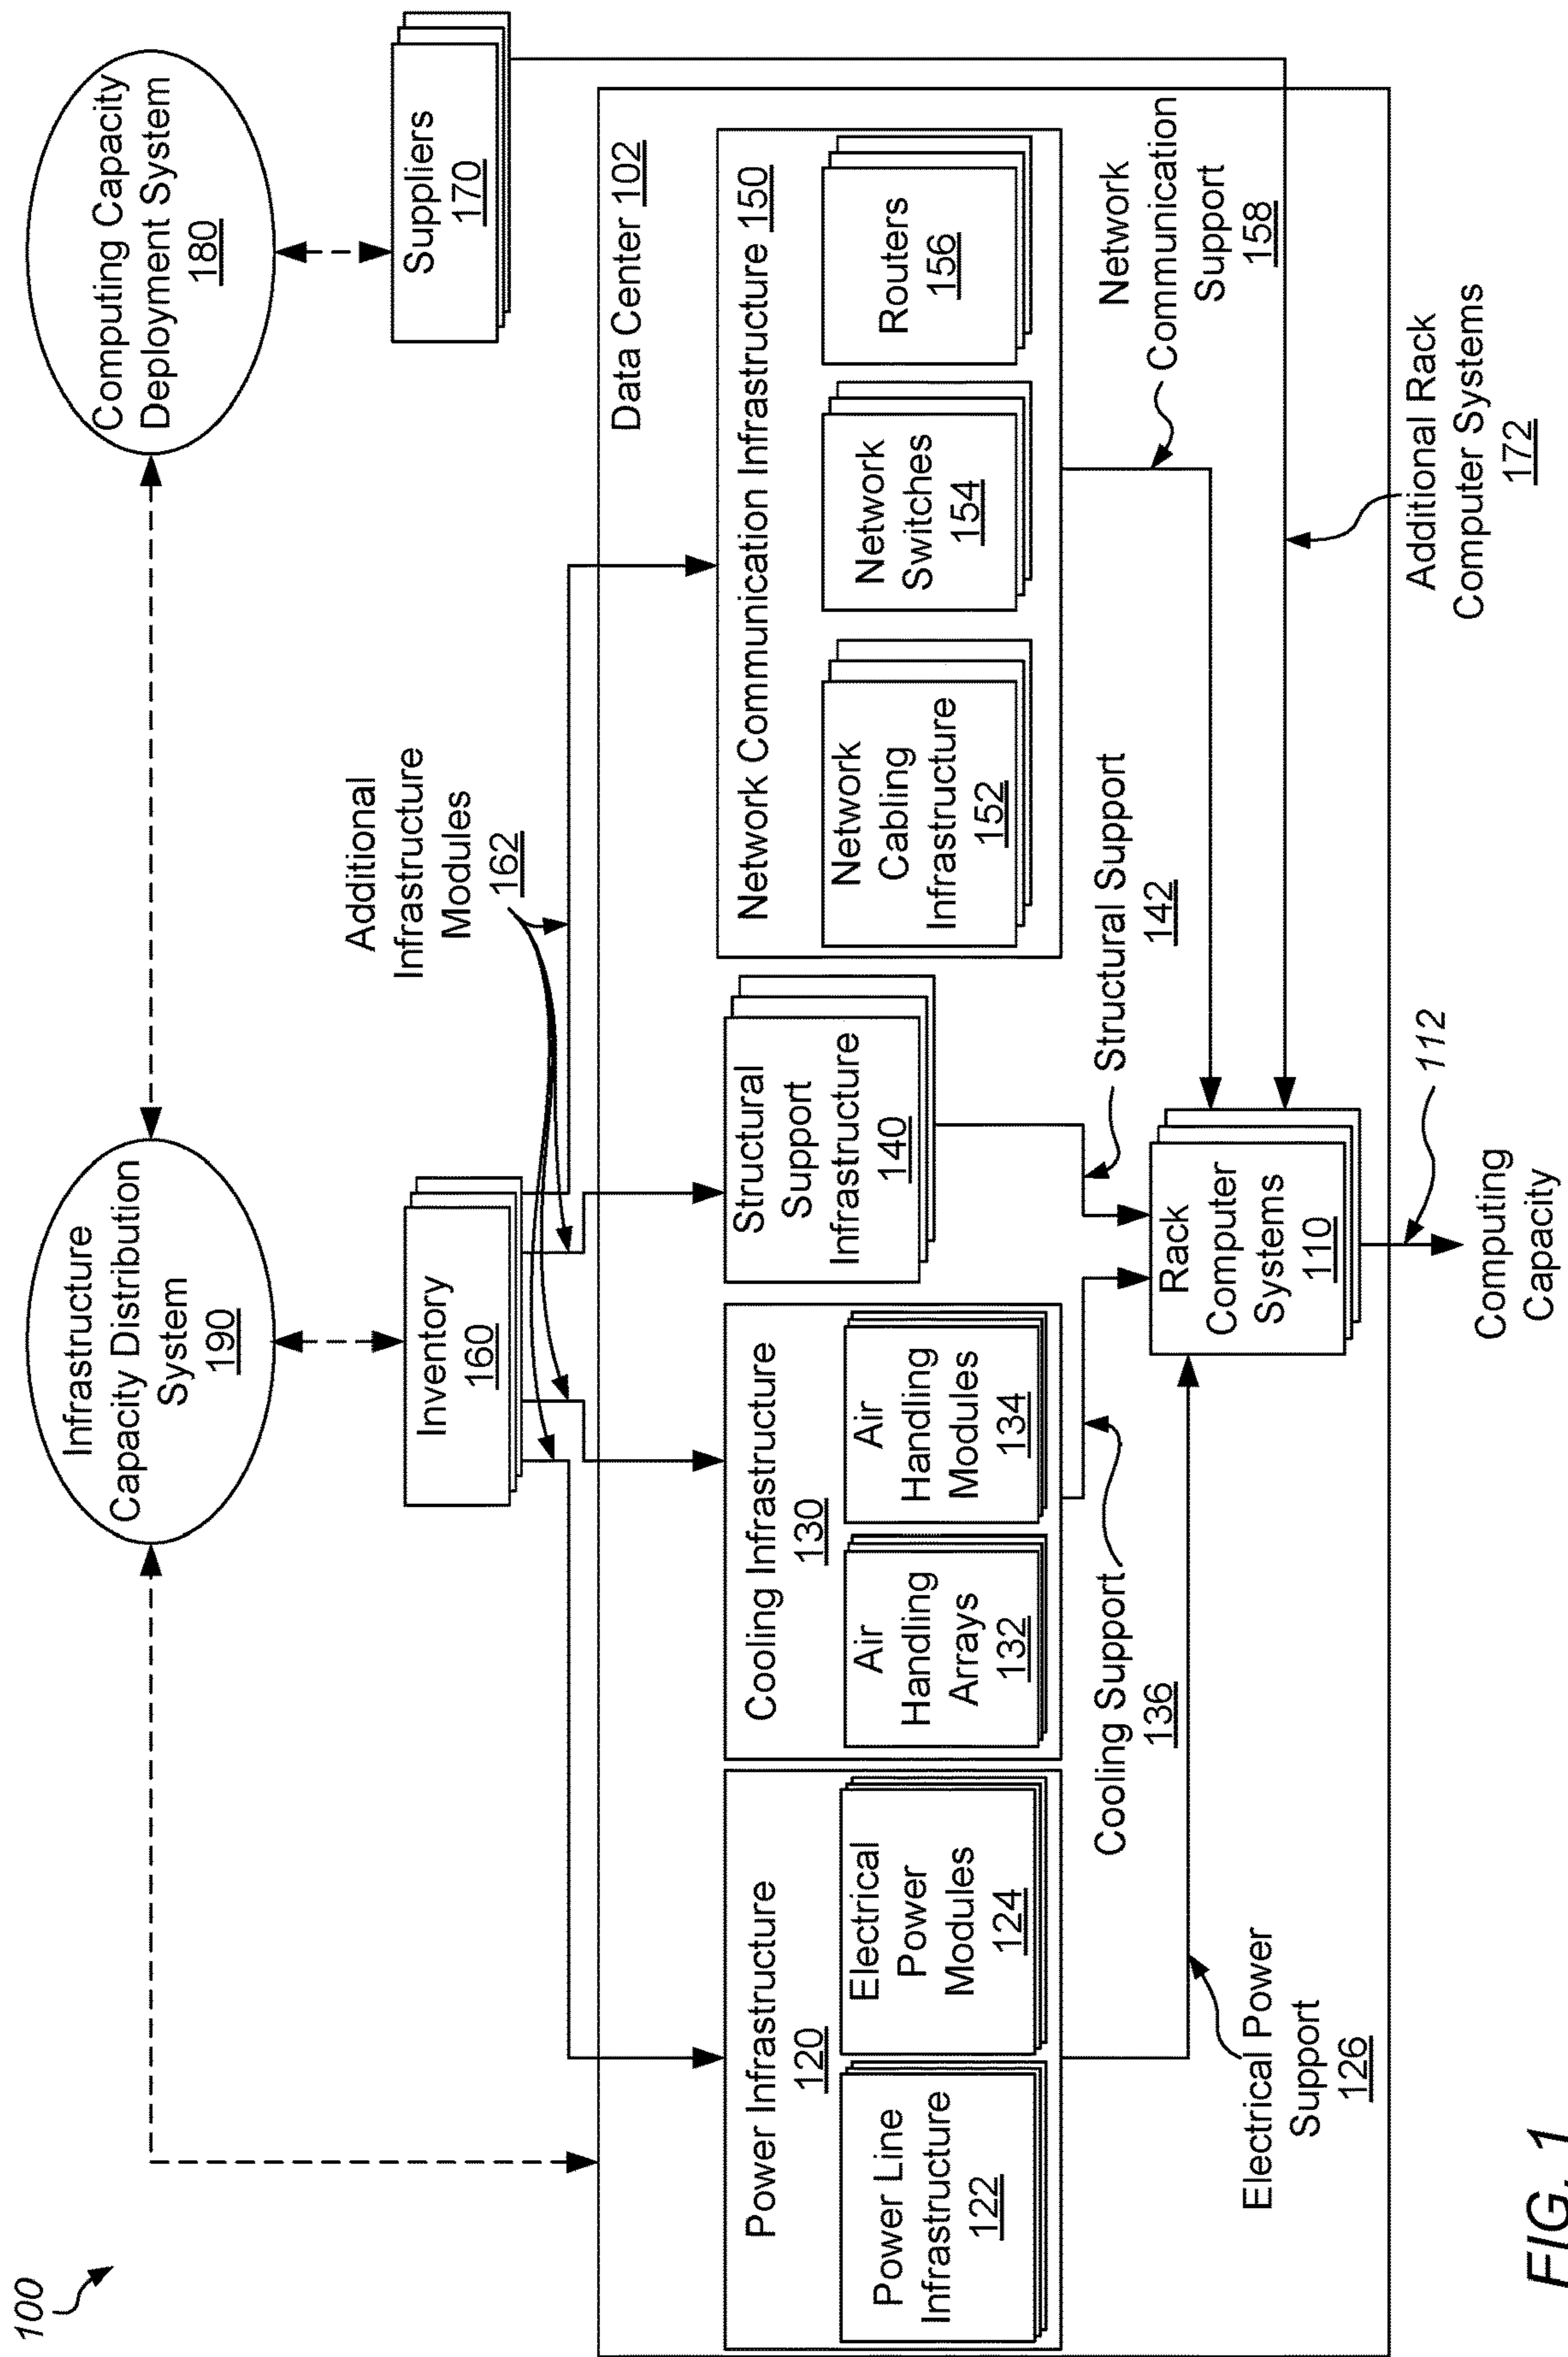 100
Infrastructure
Capacity Distribution
System
190
Computing Capacity
Deployment System
180
Inventory
160
Suppliers
170
Additional
Infrastructure
Modules
162
Data Center 102
Power Infrastructure
120
Power Line
Infrastructure
122
Electrical
Power
Modules
124
Cooling Infrastructure
130
Air
Handling
Arrays
132
Air
Handling
Modules
134
Structural
Support
Infrastructure
140
Network Communication Infrastructure 150
Network
Cabling
Infrastructure
152
Network
Switches
154
Routers
156
Cooling Support
136
Structural Support
142
Network
Communication
Support
158
Electrical Power
Support
126
Rack
Computer
Systems
110
112
Additional Rack
Computer Systems
172
Computing
Capacity
FIG. 1